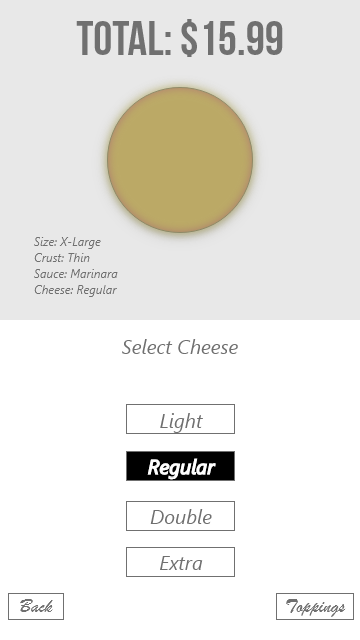 TOTAL: $15.99
Size: X-Large
Crust: Thin
Sauce: Marinara
Cheese: Regular
Select Cheese
Light
Regular
Double
Extra
Back
Toppings